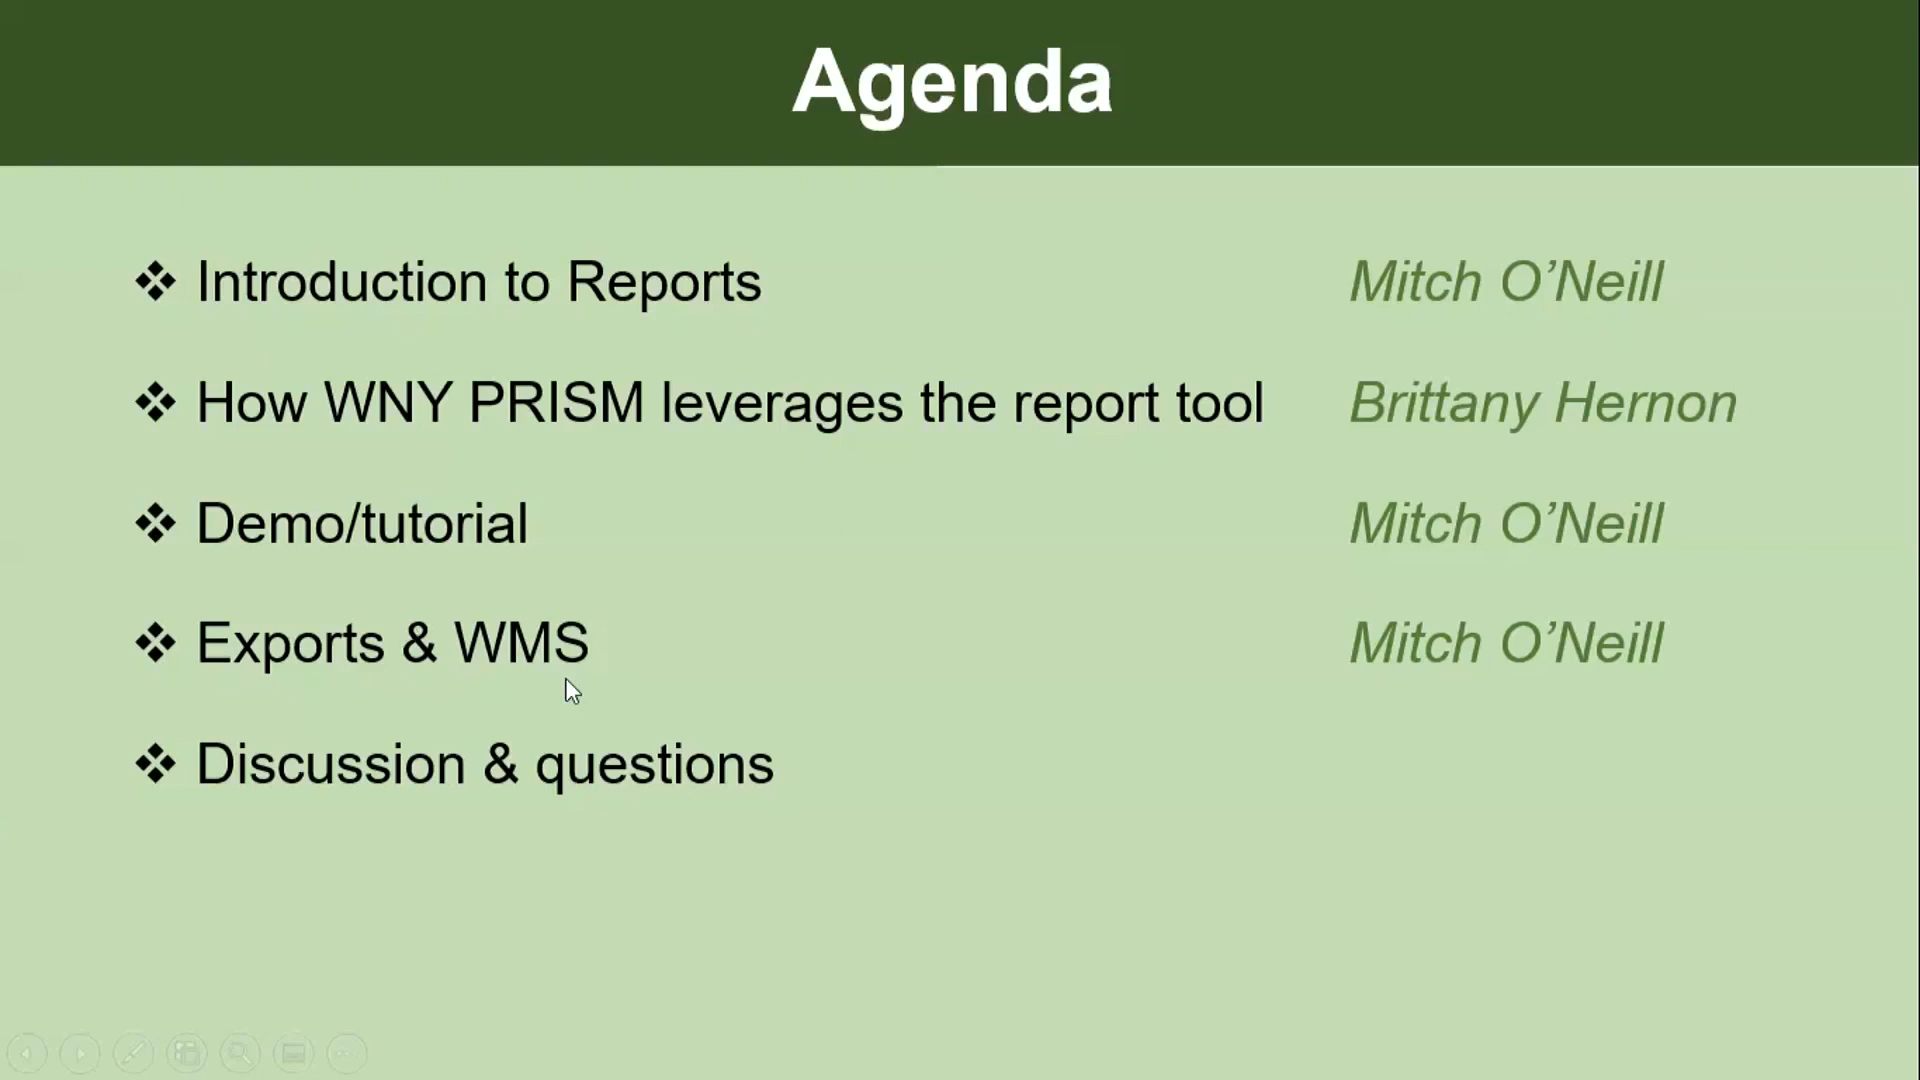 Agenda
❖ Introduction to Reports Mitch O’Neill
❖ How WNY PRISM leverages the report tool Brittany Hernon
❖ Demo/tutorial Mitch O’Neill
❖ Exports & WMS Mitch O’Neill
❖ Discussion & questions